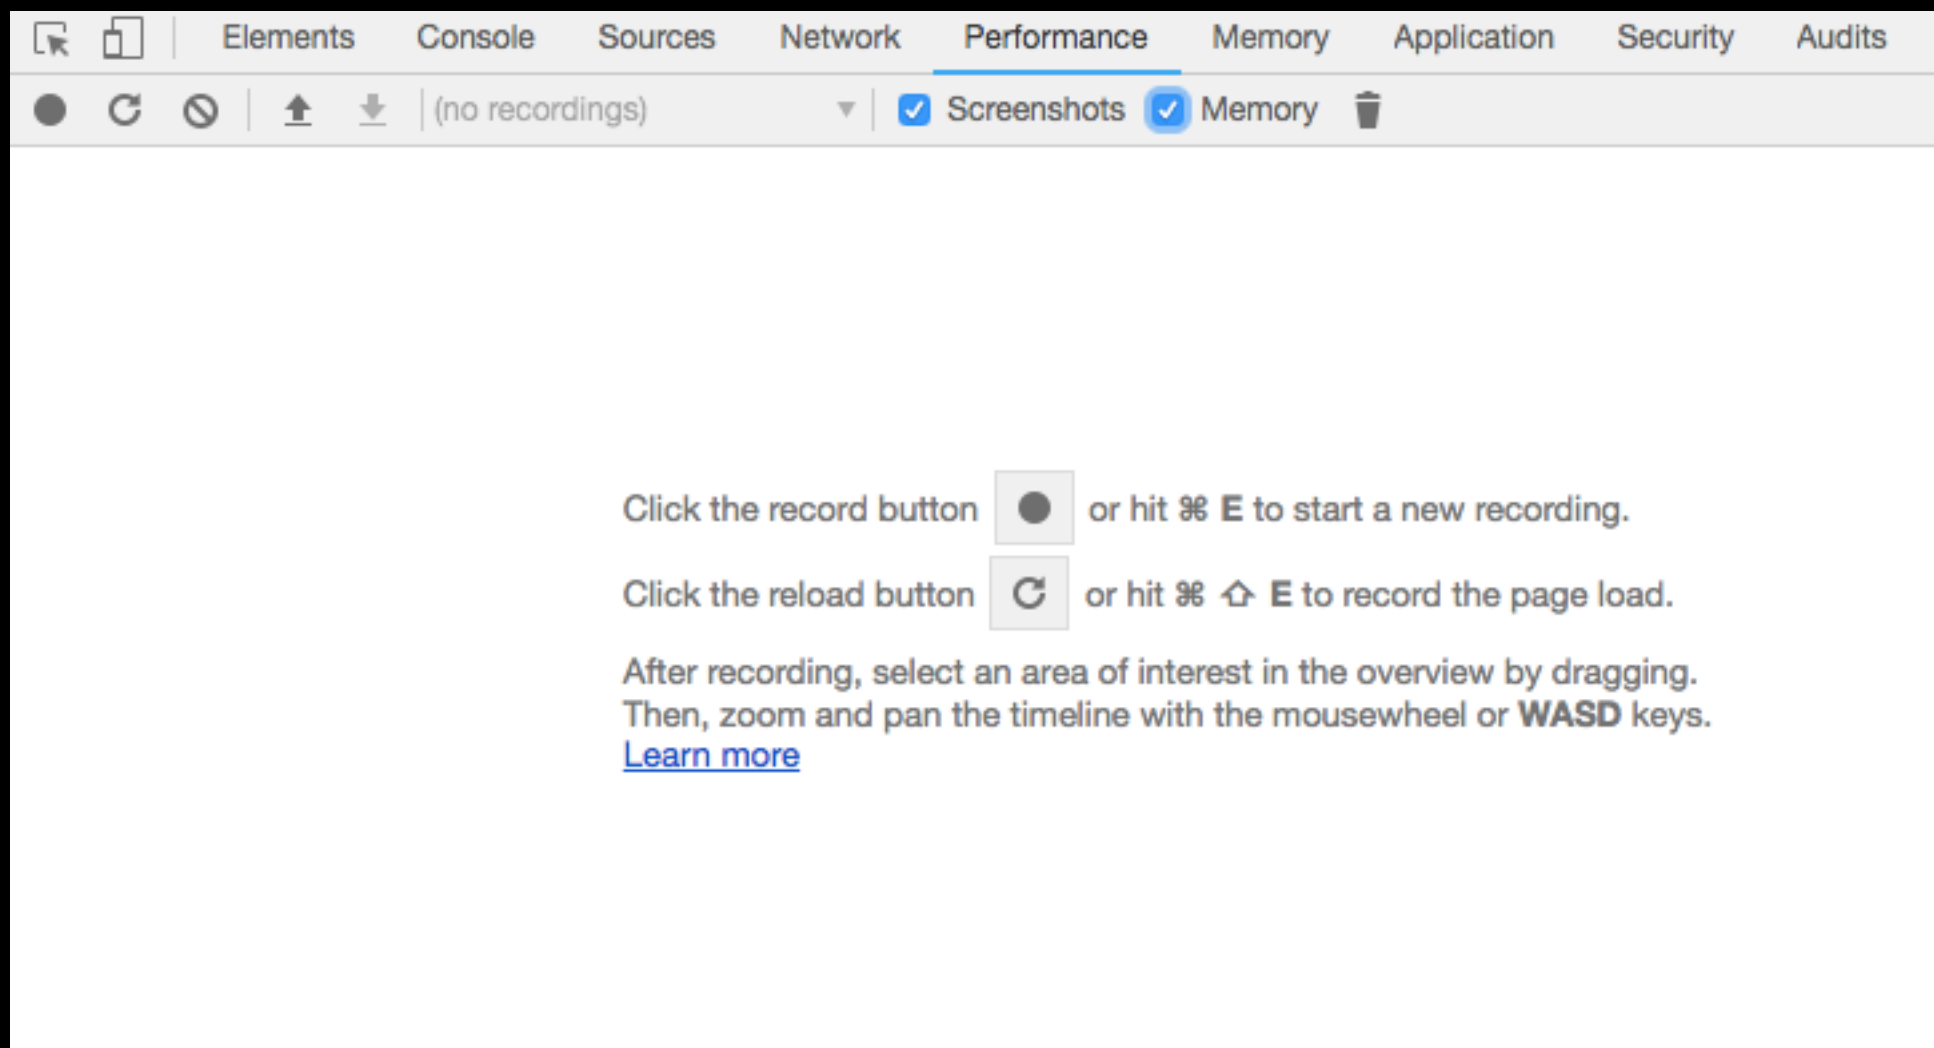 Elements Console Sources Network Performance Memory Application Security Audits
(no recordings) Screenshots Memory
Click the record button or hit ⌘ E to start a new recording.
Click the reload button or hit ⌘ ⇧ E to record the page load.
After recording, select an area of interest in the overview by dragging.
Then, zoom and pan the timeline with the mousewheel or WASD keys.
Learn more